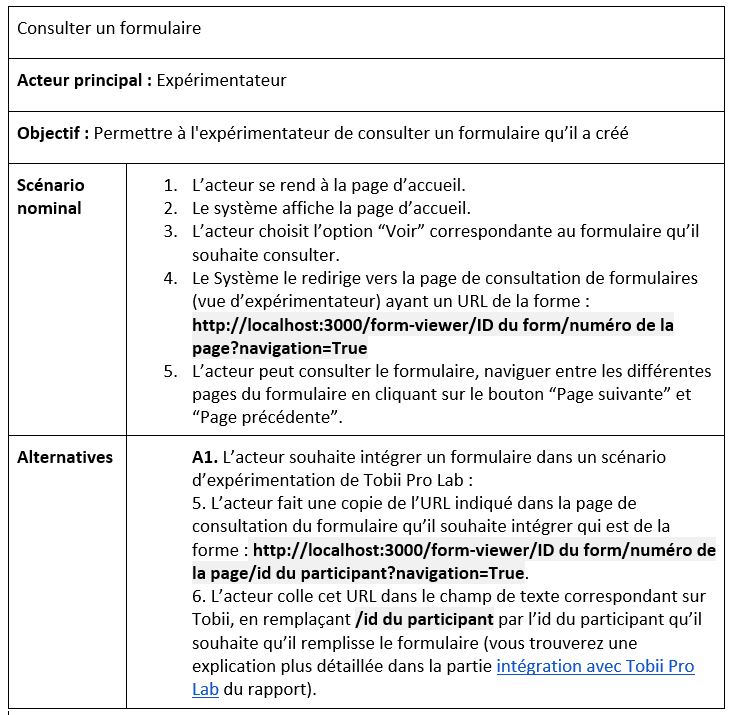 Consulter un formulaire
Acteur principal : Expérimentateur
Objectif : Permettre à l'expérimentateur de consulter un formulaire qu’il a créé
Scénario
nominal
1. L’acteur se rend à la page d’accueil.
2. Le système affiche la page d’accueil.
3. L’acteur choisit l’option “Voir” correspondante au formulaire qu’il
souhaite consulter.
4. Le Système le redirige vers la page de consultation de formulaires
(vue d’expérimentateur) ayant un URL de la forme :
http://localhost:3000/form-viewer/ID du form/numéro de la
page?navigation=True
5. L’acteur peut consulter le formulaire, naviguer entre les différentes
pages du formulaire en cliquant sur le bouton “Page suivante” et
“Page précédente”.
Alternatives
A1. L’acteur souhaite intégrer un formulaire dans un scénario
d’expérimentation de Tobii Pro Lab :
5. L’acteur fait une copie de l’URL indiqué dans la page de
consultation du formulaire qu’il souhaite intégrer qui est de la
forme : http://localhost:3000/form-viewer/ID du form/numéro de
la page/id du participant?navigation=True.
6. L’acteur colle cet URL dans le champ de texte correspondant sur
Tobii, en remplaçant /id du participant par l’id du participant qu’il
souhaite qu’il remplisse le formulaire (vous trouverez une
explication plus détaillée dans la partie intégration avec Tobii Pro
Lab du rapport).